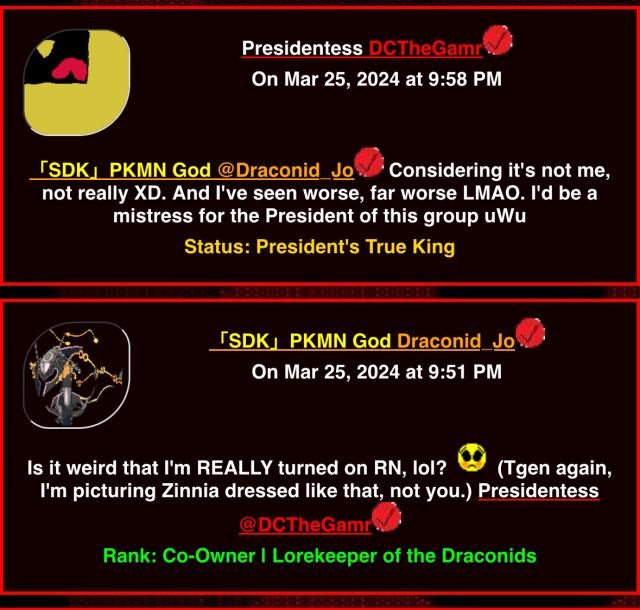 Presidentess DCTheGamr
On Mar 25, 2024 at 9:58 PM
「SDK」PKMN God @Draconid_Jo Considering it's not me,
not really XD. And I've seen worse, far worse LMAO. I'd be a
mistress for the President of this group uWu
Status: President's True King
「SDK」PKMN God Draconid_Jo
On Mar 25, 2024 at 9:51 PM
Is it weird that I'm REALLY turned on RN, lol? (Tgen again,
I'm picturing Zinnia dressed like that, not you.) Presidentess
@DCTheGamr
Rank: Co-Owner | Lorekeeper of the Draconids